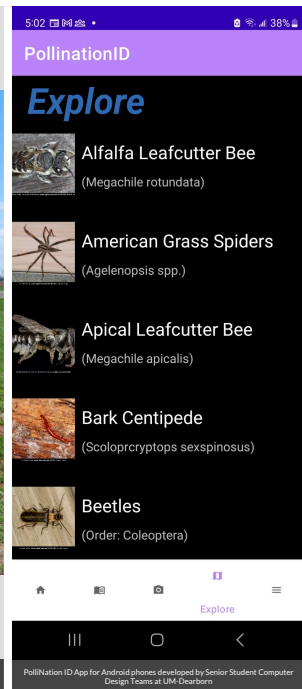 5:02
38%
PollinationID
Explore
Alfalfa Leafcutter Bee
(Megachile rotundata)
American Grass Spiders
(Agelenopsis spp.)
Apical Leafcutter Bee
(Megachile apicalis)
Bark Centipede
(Scoloprcryptops sexspinosus)
Beetles
(Order: Coleoptera)
Explore
PolliNation ID App for Android phones developed by Senior Student Computer
Design Teams at UM-Dearborn